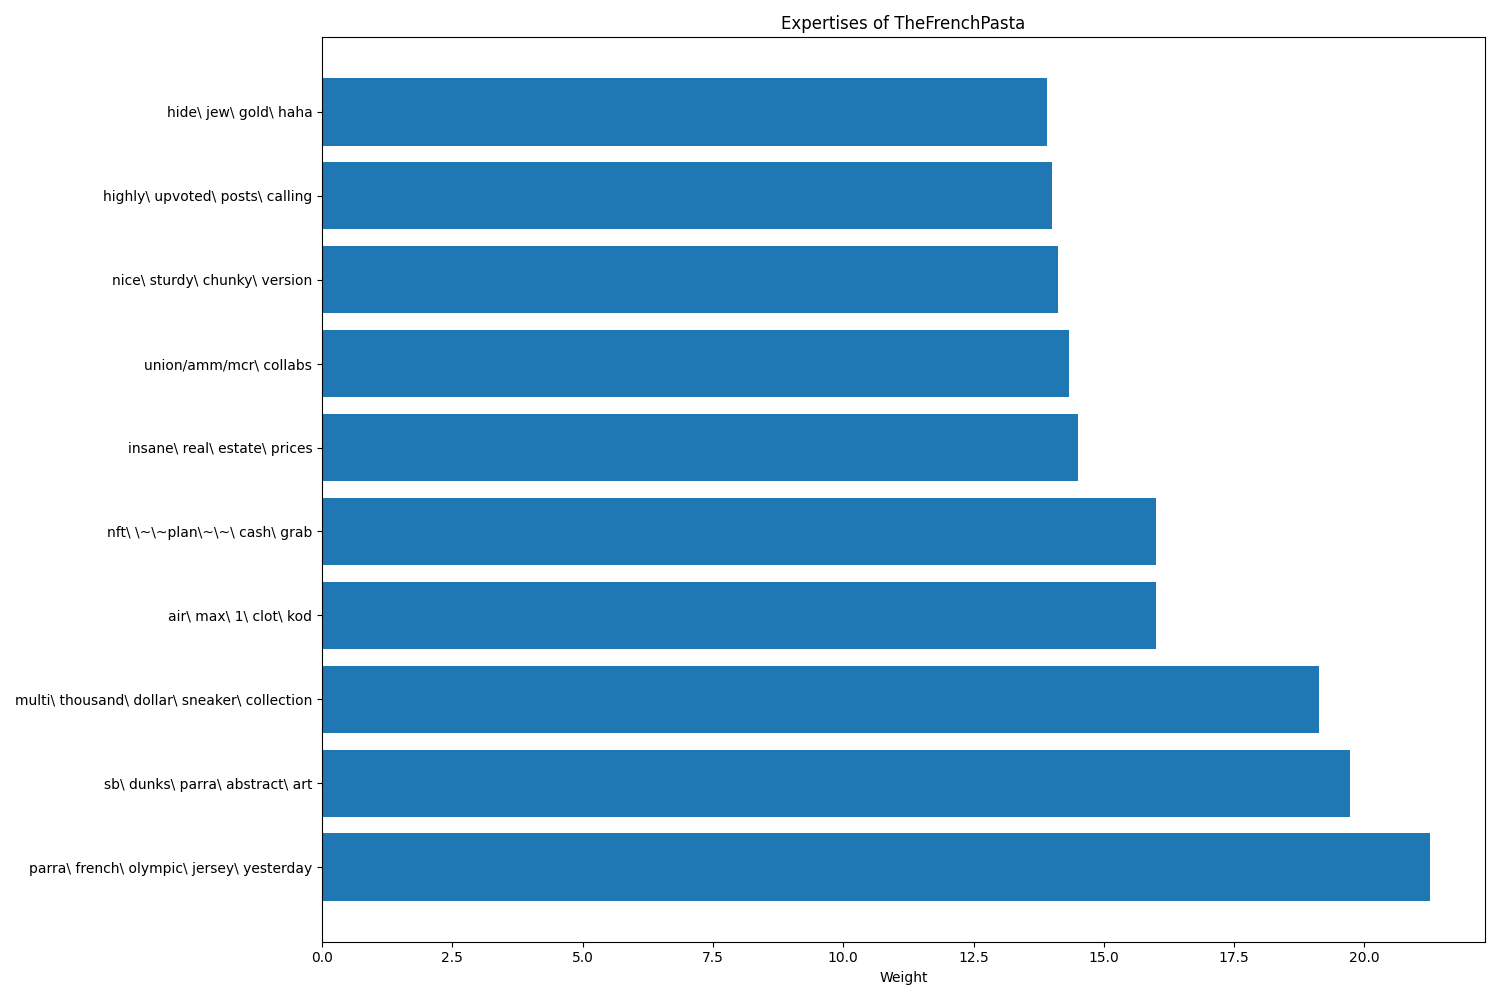 Expertises of TheFrenchPasta
hide\ jew\ gold\ haha
highly\ upvoted\ posts\ calling
nice\ sturdy\ chunky\ version
union/amm/mcr\ collabs
insane\ real\ estate\ prices
nft\ \~\~plan\~\~\ cash\ grab
air\ max\ 1\ clot\ kod
multi\ thousand\ dollar\ sneaker\ collection
sb\ dunks\ parra\ abstract\ art
parra\ french\ olympic\ jersey\ yesterday
0.0 2.5 5.0 7.5 10.0 12.5 15.0 17.5 20.0
Weight